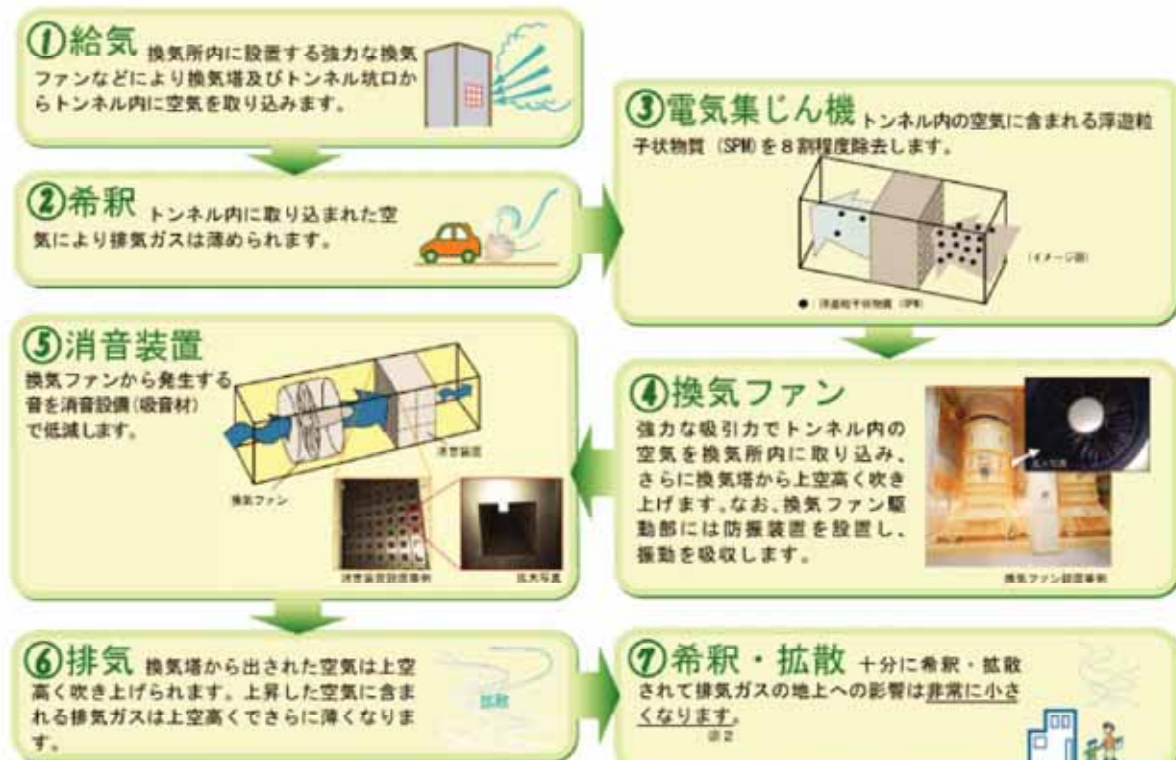 ①給気 換気所内に設置する強力な換気
ファンなどにより換気塔及びトンネル坑口か
らトンネル内に空気を取り込みます。
②希釈 トンネル内に取り込まれた空
気により排気ガスは薄められます。
③電気集じん機 トンネル内の空気に含まれる浮遊粒
子状物質 (SPM)を8割程度除去します。
(イメージ図)
● : 浮遊粒子状物質 (SPM)
④換気ファン
強力な吸引力でトンネル内の
空気を換気所内に取り込み、
さらに換気塔から上空高く吹き
上げます。なお、換気ファン駆
動部には防振装置を設置し、
振動を吸収します。
拡大写真
換気ファン設置事例
⑤消音装置
換気ファンから発生する
音を消音設備(吸音材)
で低減します。
消音装置
換気ファン
消音装置設置事例
拡大写真
⑥排気 換気塔から出された空気は上空
高く吹き上げられます。上昇した空気に含ま
れる排気ガスは上空高くでさらに薄くなりま
す。
拡散
⑦希釈・拡散 十分に希釈・拡散
されて排気ガスの地上への影響は非常に小さ
くなります。
※2